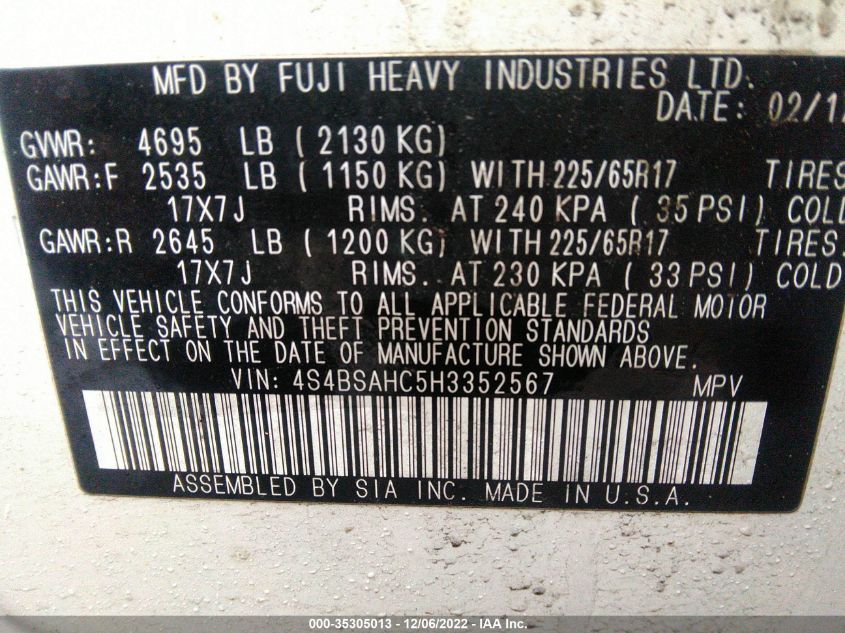 MFD BY FUJI HEAVY INDUSTRIES LTD.
DATE: 02/17
GVWR: 4695 LB ( 2130 KG)
GAWR:F 2535 LB ( 1150 KG) WITH 225/65R17 TIRES
17X7J RIMS. AT 240 KPA ( 35 PSI) COLD
GAWR:R 2645 LB ( 1200 KG) WITH 225/65R17 TIRES.
17X7J RIMS. AT 230 KPA ( 33 PSI) COLD
THIS VEHICLE CONFORMS TO ALL APPLICABLE FEDERAL MOTOR
VEHICLE SAFETY AND THEFT PREVENTION STANDARDS
IN EFFECT ON THE DATE OF MANUFACTURE SHOWN ABOVE.
VIN: 4S4BSAHC5H3352567 MPV
ASSEMBLED BY SIA INC. MADE IN U.S.A.
000-35305013 - 12/06/2022 - IAA Inc.